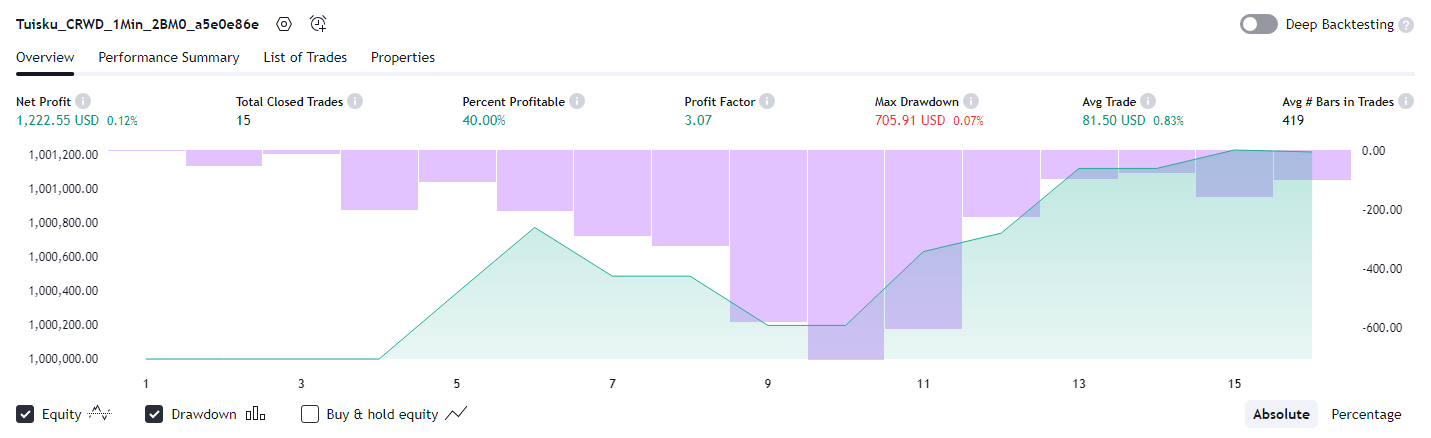 Tuisku_CRWD_1Min_2BM0_a5e0e86e
Deep Backtesting ?
Overview Performance Summary List of Trades Properties
Net Profit Total Closed Trades Percent Profitable Profit Factor Max Drawdown Avg Trade Avg # Bars in Trades
1,222.55 USD 0.12% 15 40.00% 3.07 705.91 USD 0.07% 81.50 USD 0.83% 419
1,001,200.00 0.00
1,001,000.00
1,000,800.00 -200.00
1,000,600.00
1,000,400.00 -400.00
1,000,200.00 -600.00
1,000,000.00
1 3 5 7 9 11 13 15
Equity Drawdown Buy & hold equity Absolute Percentage